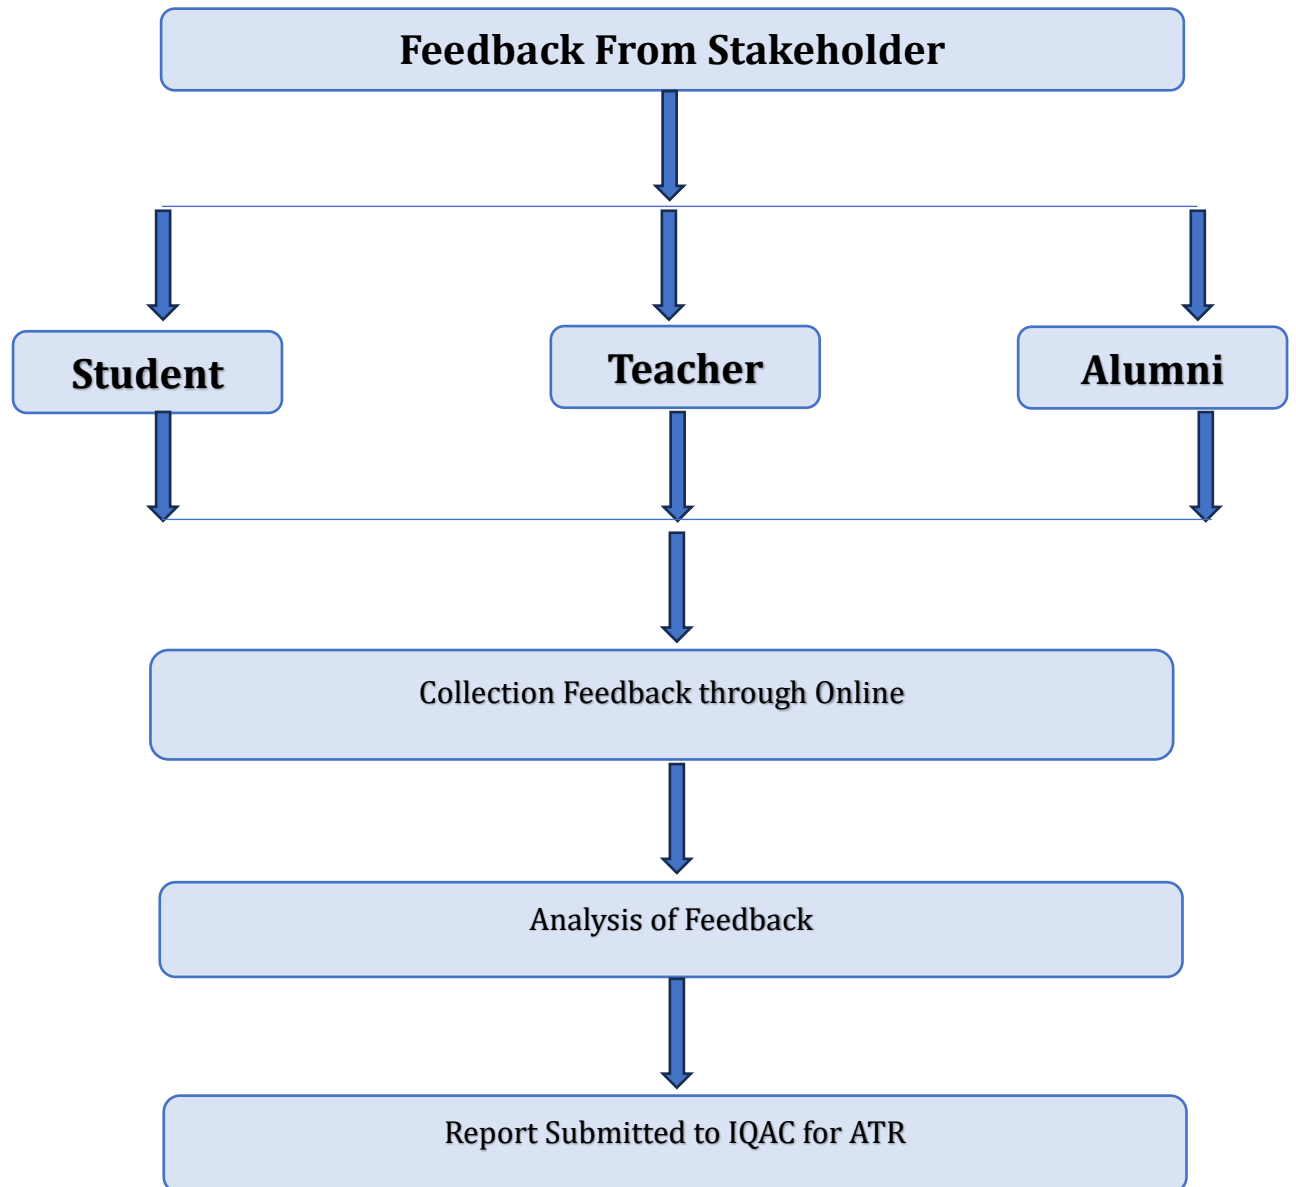 Feedback From Stakeholder
Student
Teacher
Alumni
Collection Feedback through Online
Analysis of Feedback
Report Submitted to IQAC for ATR